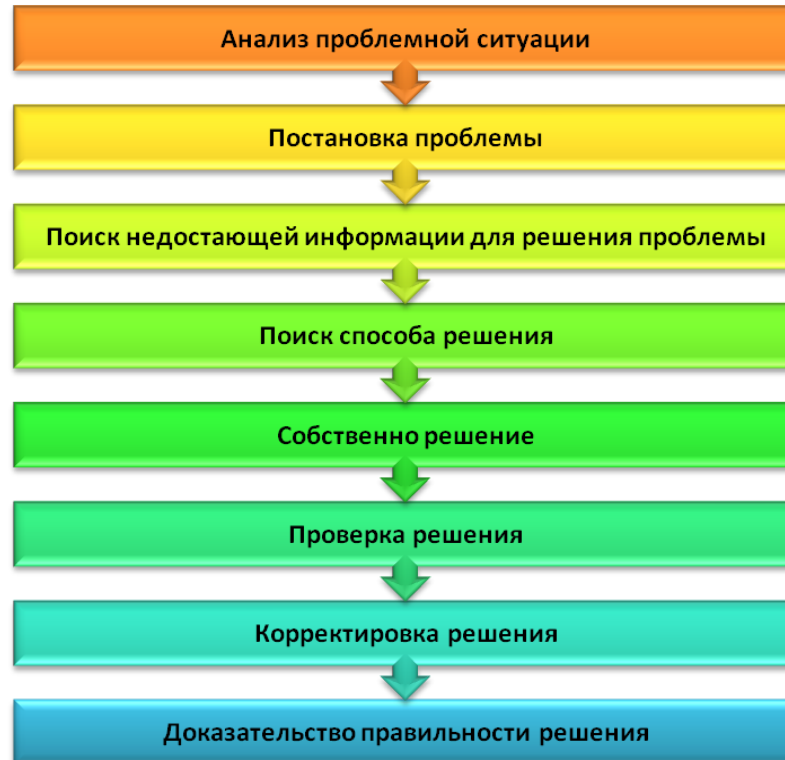 Анализ проблемной ситуации
Постановка проблемы
Поиск недостающей информации для решения проблемы
Поиск способа решения
Собственно решение
Проверка решения
Корректировка решения
Доказательство правильности решения